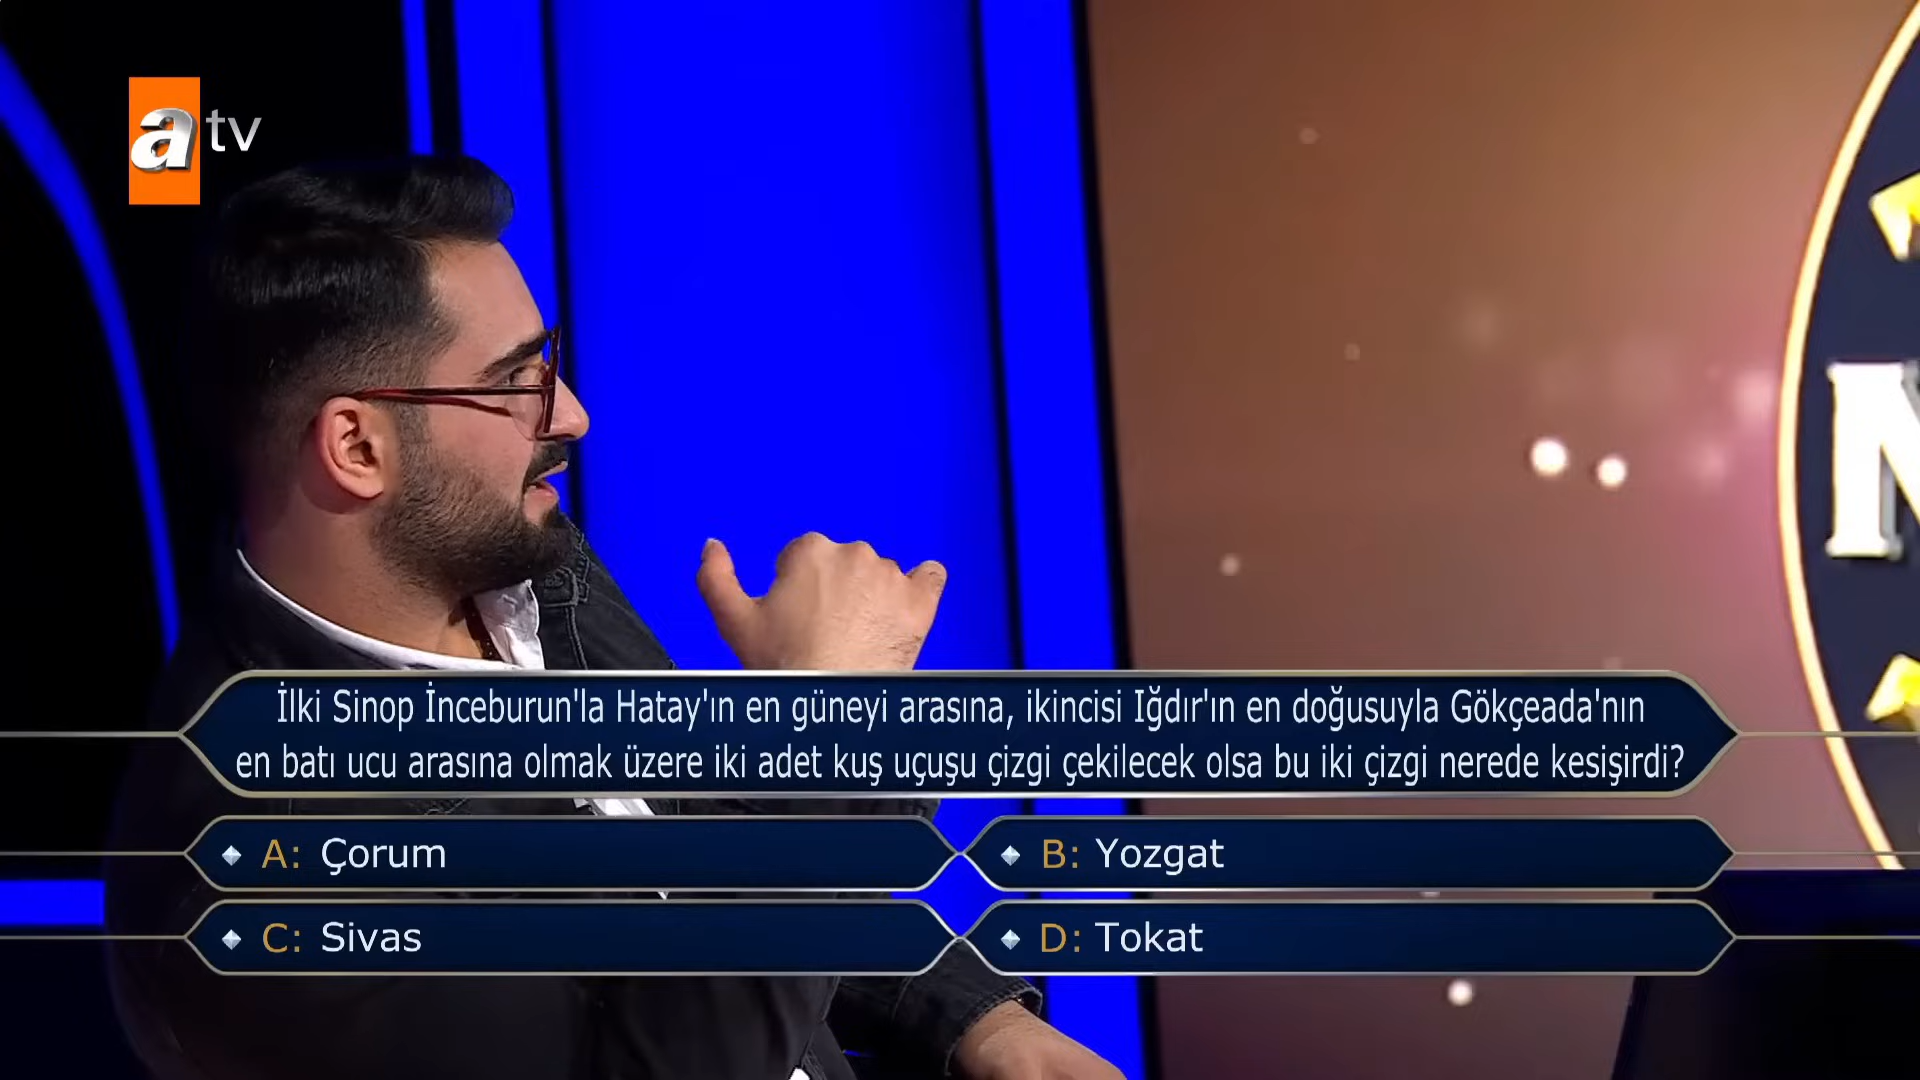 atv
İlki Sinop İnceburun'la Hatay'ın en güneyi arasına, ikincisi Iğdır'ın en doğusuyla Gökçeada'nın
en batı ucu arasına olmak üzere iki adet kuş uçuşu çizgi çekilecek olsa bu iki çizgi nerede kesişirdi?
A: Çorum
B: Yozgat
C: Sivas
D: Tokat